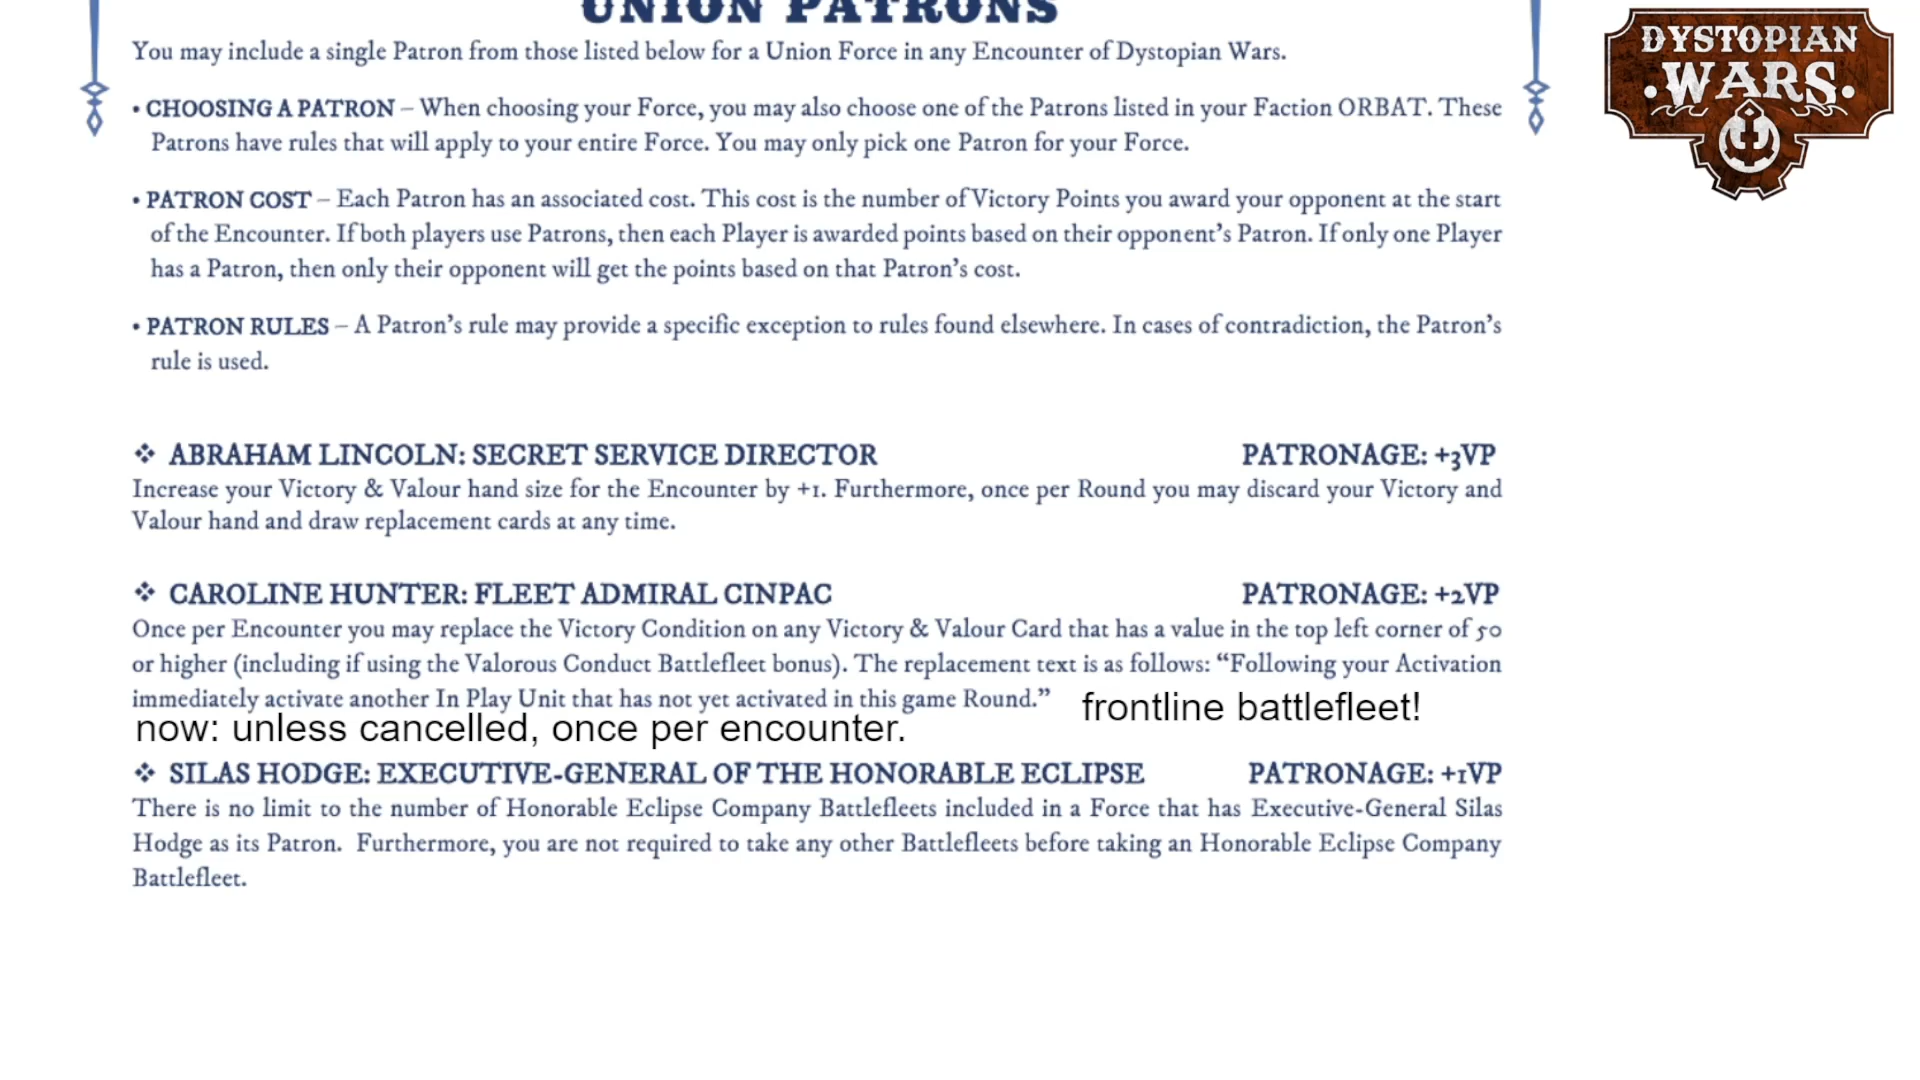 UNION PATRONS
You may include a single Patron from those listed below for a Union Force in any Encounter of Dystopian Wars.
• CHOOSING A PATRON – When choosing your Force, you may also choose one of the Patrons listed in your Faction ORBAT. These
Patrons have rules that will apply to your entire Force. You may only pick one Patron for your Force.
• PATRON COST – Each Patron has an associated cost. This cost is the number of Victory Points you award your opponent at the start
of the Encounter. If both players use Patrons, then each Player is awarded points based on their opponent's Patron. If only one Player
has a Patron, then only their opponent will get the points based on that Patron's cost.
• PATRON RULES – A Patron's rule may provide a specific exception to rules found elsewhere. In cases of contradiction, the Patron's
rule is used.
❖ ABRAHAM LINCOLN: SECRET SERVICE DIRECTOR PATRONAGE: +3VP
Increase your Victory & Valour hand size for the Encounter by +1. Furthermore, once per Round you may discard your Victory and
Valour hand and draw replacement cards at any time.
❖ CAROLINE HUNTER: FLEET ADMIRAL CINPAC PATRONAGE: +2VP
Once per Encounter you may replace the Victory Condition on any Victory & Valour Card that has a value in the top left corner of 50
or higher (including if using the Valorous Conduct Battlefleet bonus). The replacement text is as follows: “Following your Activation
immediately activate another In Play Unit that has not yet activated in this game Round.” frontline battlefleet!
now: unless cancelled, once per encounter.
❖ SILAS HODGE: EXECUTIVE-GENERAL OF THE HONORABLE ECLIPSE PATRONAGE: +1VP
There is no limit to the number of Honorable Eclipse Company Battlefleets included in a Force that has Executive-General Silas
Hodge as its Patron. Furthermore, you are not required to take any other Battlefleets before taking an Honorable Eclipse Company
Battlefleet.
DYSTOPIAN
WARS